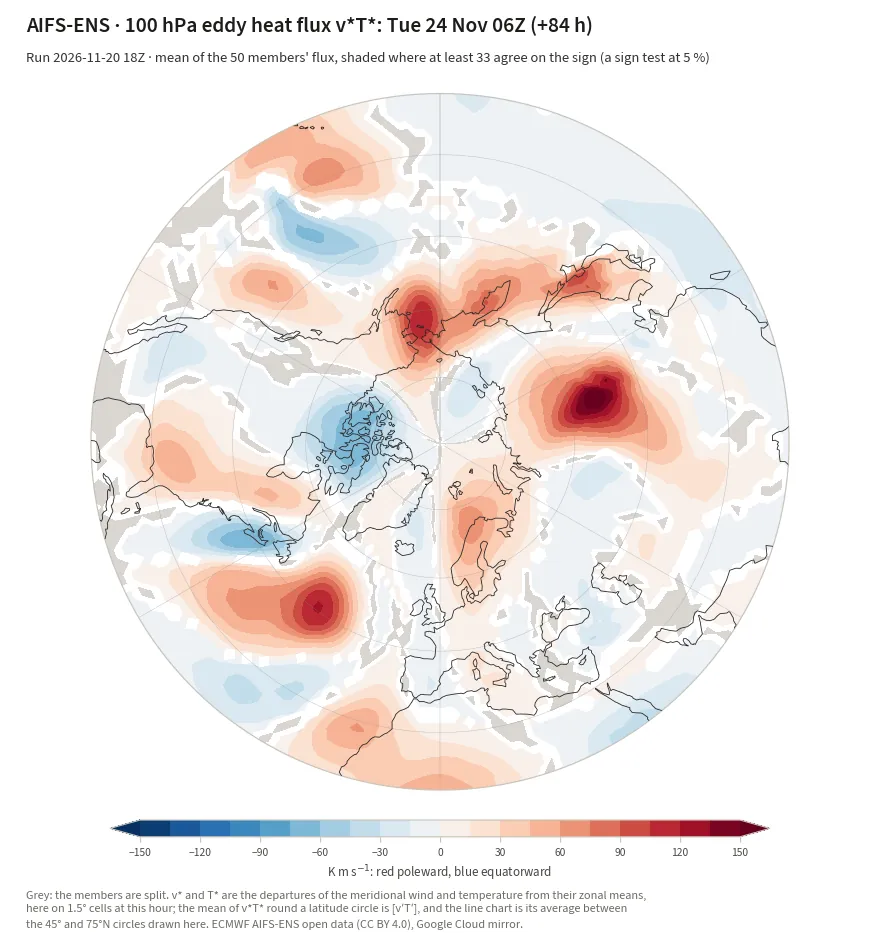 AIFS-ENS · 100 hPa eddy heat flux v*T*: Tue 24 Nov 06Z (+84 h)
Run 2026-11-20 18Z · mean of the 50 members' flux, shaded where at least 33 agree on the sign (a sign test at 5 %)
−150 −120 −90 −60 −30 0 30 60 90 120 150
K m s⁻¹: red poleward, blue equatorward
Grey: the members are split. v* and T* are the departures of the meridional wind and temperature from their zonal means,
here on 1.5° cells at this hour; the mean of v*T* round a latitude circle is [v′T′], and the line chart is its average between
the 45° and 75°N circles drawn here. ECMWF AIFS-ENS open data (CC BY 4.0), Google Cloud mirror.